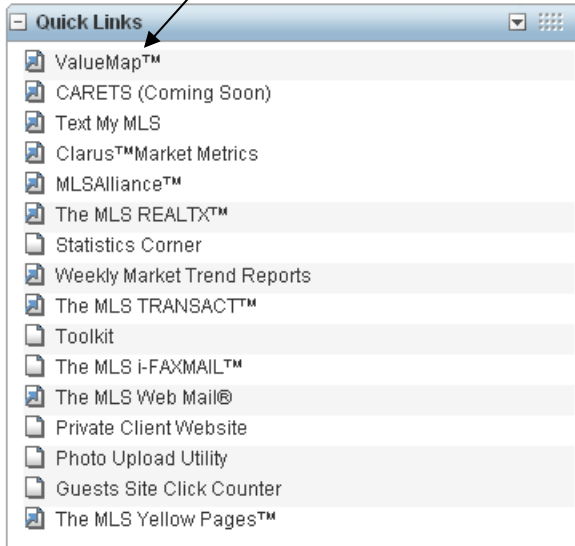 Quick Links
ValueMap™
CARETS (Coming Soon)
Text My MLS
Clarus™Market Metrics
MLSAlliance™
The MLS REALTX™
Statistics Corner
Weekly Market Trend Reports
The MLS TRANSACT™
Toolkit
The MLS i-FAXMAIL™
The MLS Web Mail®
Private Client Website
Photo Upload Utility
Guests Site Click Counter
The MLS Yellow Pages™